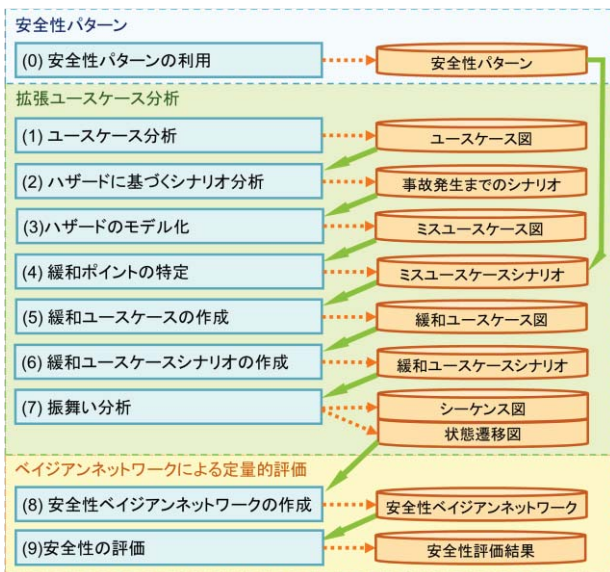 安全性パターン
(0) 安全性パターンの利用
安全性パターン
拡張ユースケース分析
(1) ユースケース分析
ユースケース図
(2) ハザードに基づくシナリオ分析
事故発生までのシナリオ
(3)ハザードのモデル化
ミスユースケース図
(4) 緩和ポイントの特定
ミスユースケースシナリオ
(5) 緩和ユースケースの作成
緩和ユースケース図
(6) 緩和ユースケースシナリオの作成
緩和ユースケースシナリオ
(7) 振舞い分析
シーケンス図
状態遷移図
ベイジアンネットワークによる定量的評価
(8) 安全性ベイジアンネットワークの作成
安全性ベイジアンネットワーク
(9)安全性の評価
安全性評価結果